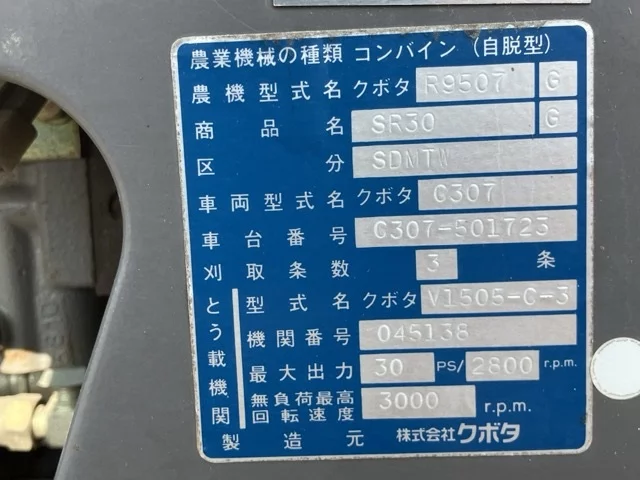 農業機械の種類 コンバイン (自脱型)
農機型式名 クボタ R9507 G
商品名 SR30 G
区分 SDMTW
車両型式名 クボタ C307
車台番号 C307-501723
刈取条数 3 条
とう載機関 型式名 クボタ V1505-C-3
機関番号 045138
最大出力 30 PS/ 2800 r.p.m.
無負荷最高回転速度 3000 r.p.m.
製造元 株式会社クボタ